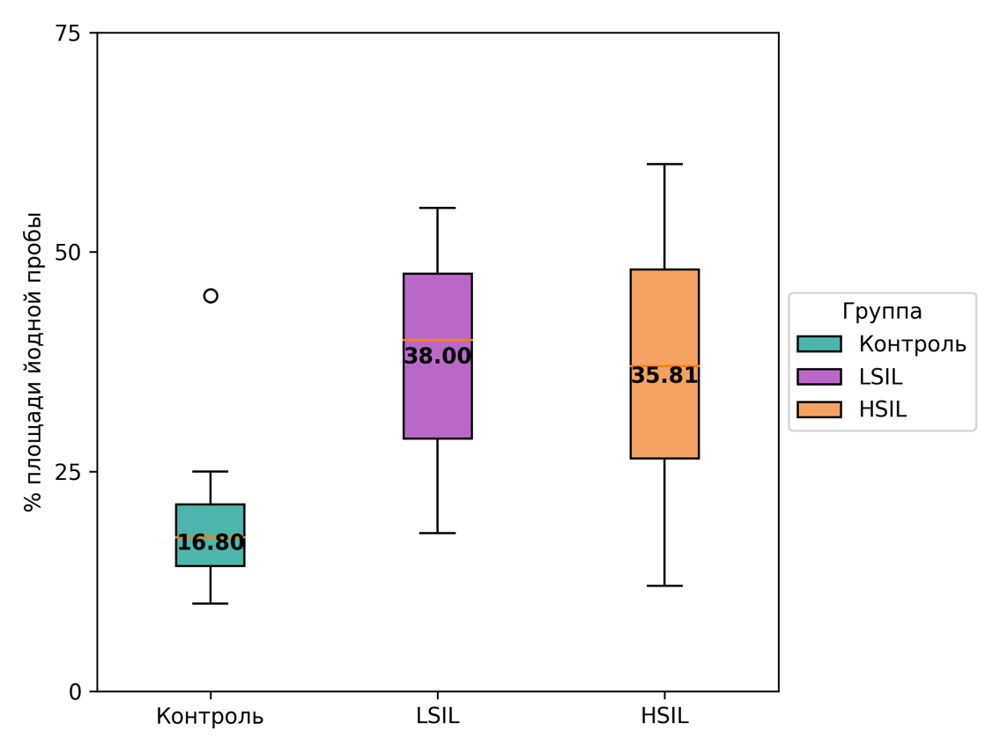 % площади йодной пробы
75
50
25
0
16.80
38.00
35.81
Контроль
LSIL
HSIL
Группа
Контроль
LSIL
HSIL